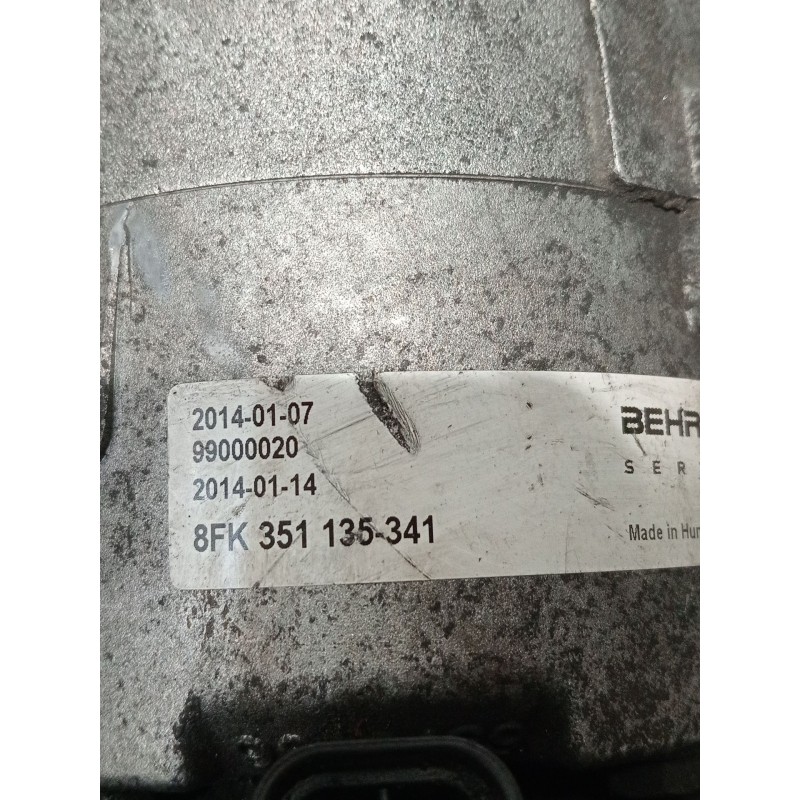 2014-01-07
99000020
2014-01-14
8FK 351 135-341
BEHR
SER
Made in Hun